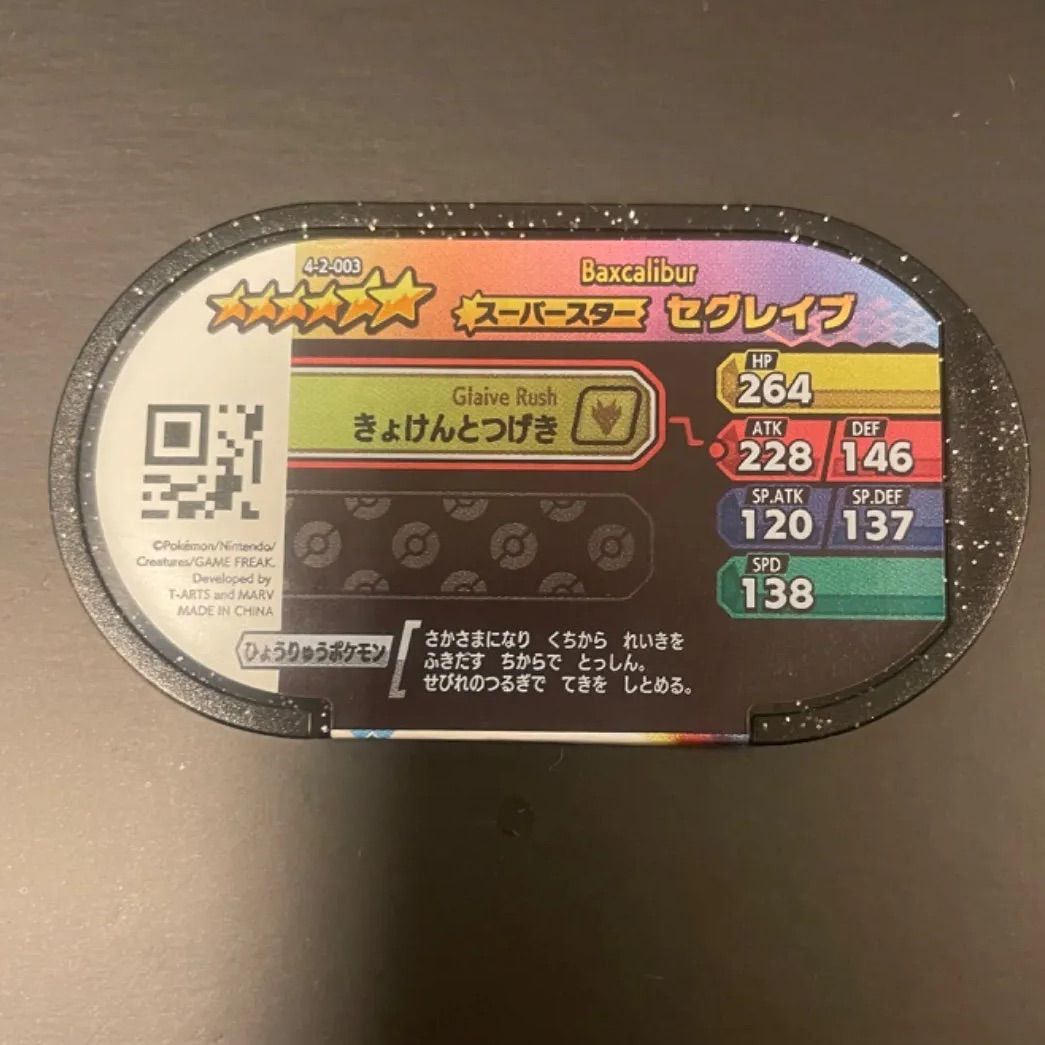 4-2-003
Baxcalibur
スーパースター セグレイブ
Glaive Rush
きょけんとつげき
HP
264
ATK DEF
228 146
SP.ATK SP.DEF
120 137
SPD
138
©Pokémon/Nintendo/
Creatures/GAME FREAK.
Developed by
T-ARTS and MARV
MADE IN CHINA
ひょうりゅうポケモン
さかさまになり くちから れいきを
ふきだす ちからで とっしん。
せびれのつるぎで てきを しとめる。